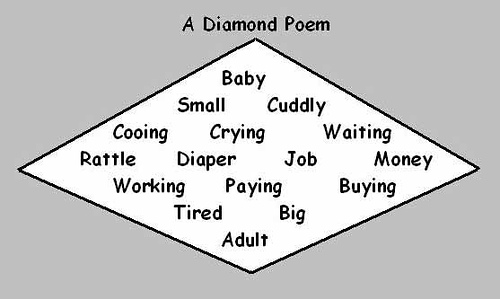 A Diamond Poem
Baby
Small Cuddly
Cooing Crying Waiting
Rattle Diaper Job Money
Working Paying Buying
Tired Big
Adult